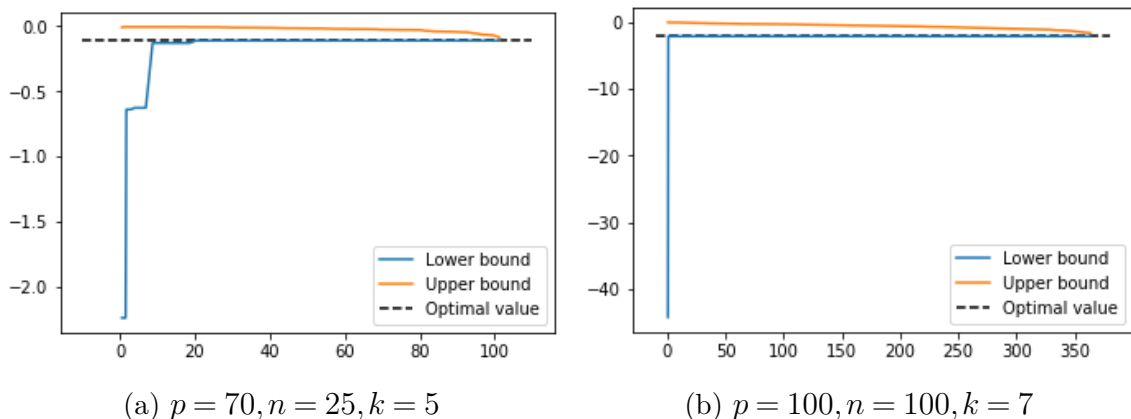 0.0
−0.5
−1.0
−1.5
−2.0
0 20 40 60 80 100
Lower bound
Upper bound
Optimal value
(a) p = 70, n = 25, k = 5
0
−10
−20
−30
−40
0 50 100 150 200 250 300 350
Lower bound
Upper bound
Optimal value
(b) p = 100, n = 100, k = 7